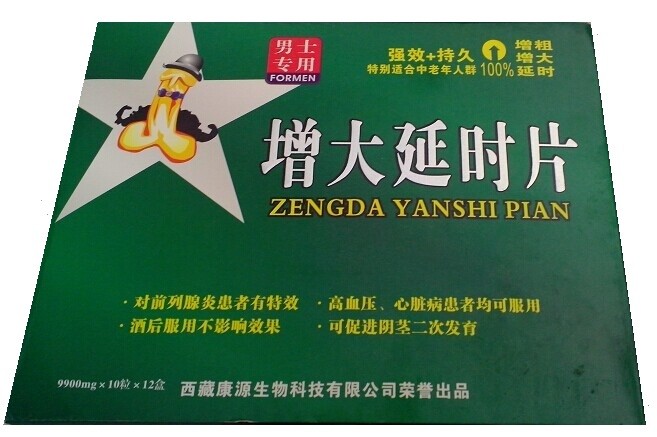 男士
专用
FORMEN
强效+持久
特别适合中老年人群100%
增粗
增大
延时
增大延时片
ZENGDA YANSHI PIAN
·对前列腺炎患者有特效 ·高血压、心脏病患者均可服用
·酒后服用不影响效果 ·可促进阴茎二次发育
9900mg×10粒×12盒 西藏康源生物科技有限公司荣誉出品